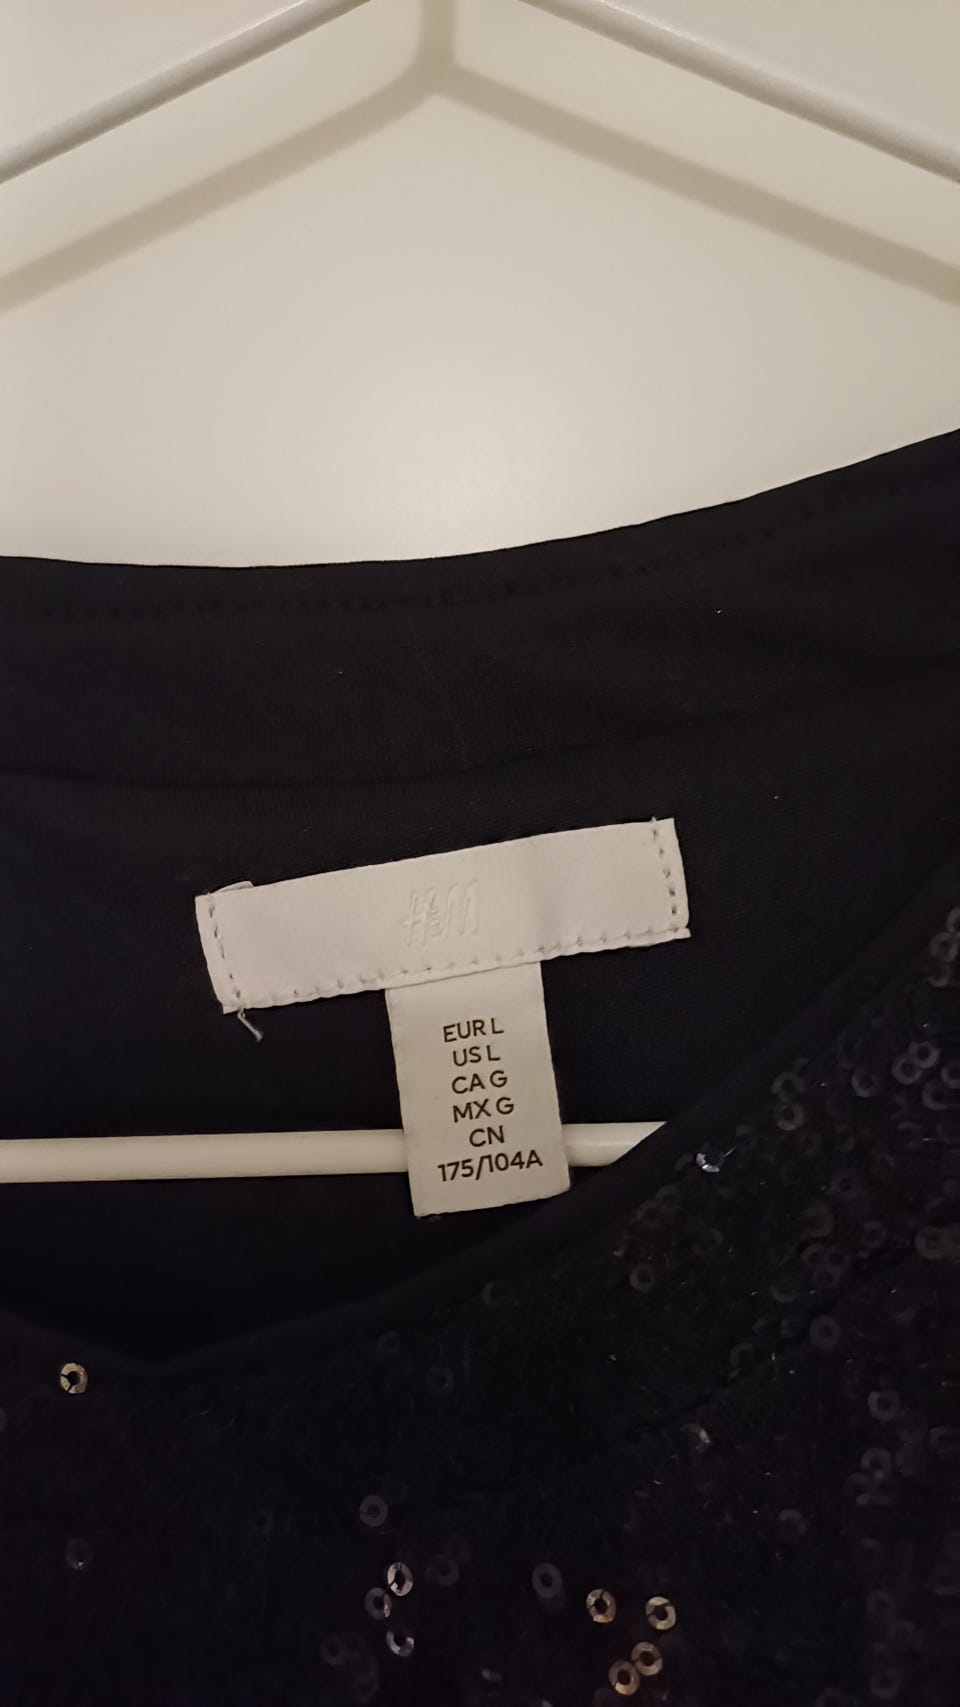 H&M
EUR L
US L
CA G
MX G
CN
175/104A